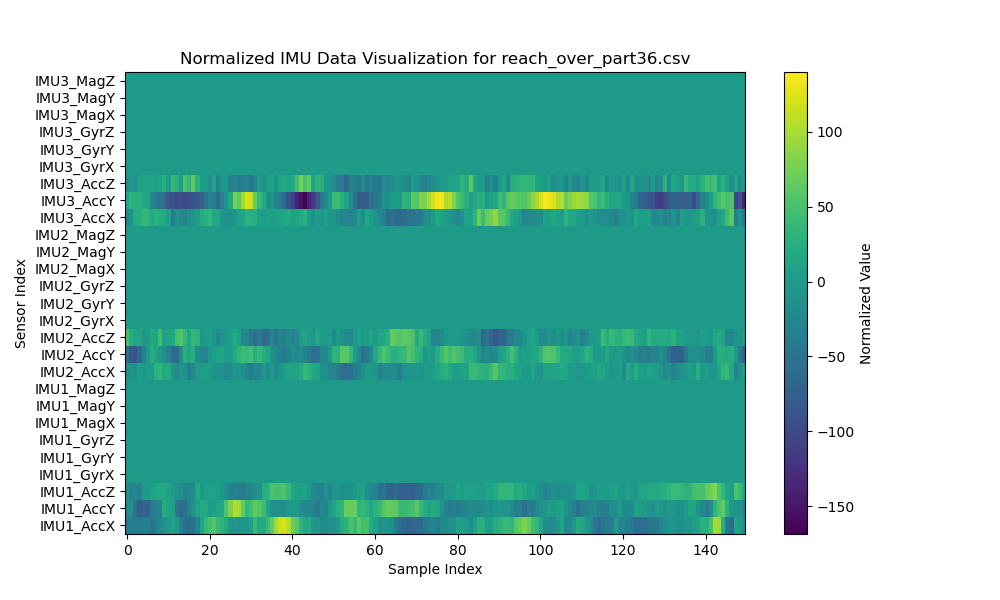 Normalized IMU Data Visualization for reach_over_part36.csv
IMU3_MagZ
IMU3_MagY
IMU3_MagX
IMU3_GyrZ
IMU3_GyrY
IMU3_GyrX
IMU3_AccZ
IMU3_AccY
IMU3_AccX
IMU2_MagZ
IMU2_MagY
IMU2_MagX
IMU2_GyrZ
IMU2_GyrY
IMU2_GyrX
IMU2_AccZ
IMU2_AccY
IMU2_AccX
IMU1_MagZ
IMU1_MagY
IMU1_MagX
IMU1_GyrZ
IMU1_GyrY
IMU1_GyrX
IMU1_AccZ
IMU1_AccY
IMU1_AccX
Sensor Index
0 20 40 60 80 100 120 140
Sample Index
100
50
0
−50
−100
−150
Normalized Value